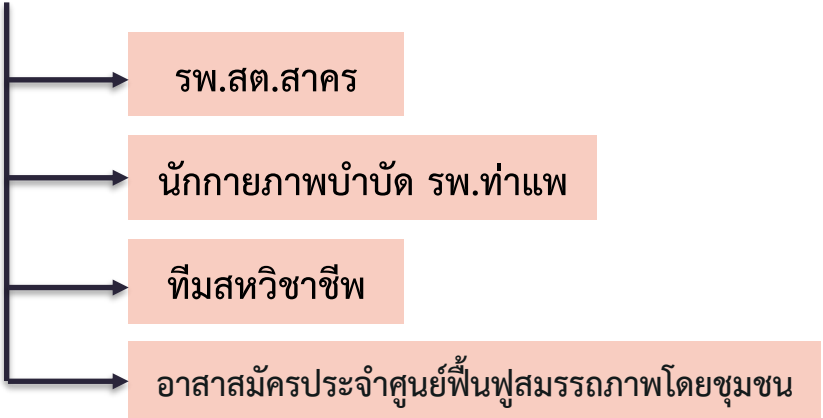 รพ.สต.สาคร
นักกายภาพบำบัด รพ.ท่าแพ
ทีมสหวิชาชีพ
อาสาสมัครประจำศูนย์ฟื้นฟูสมรรถภาพโดยชุมชน